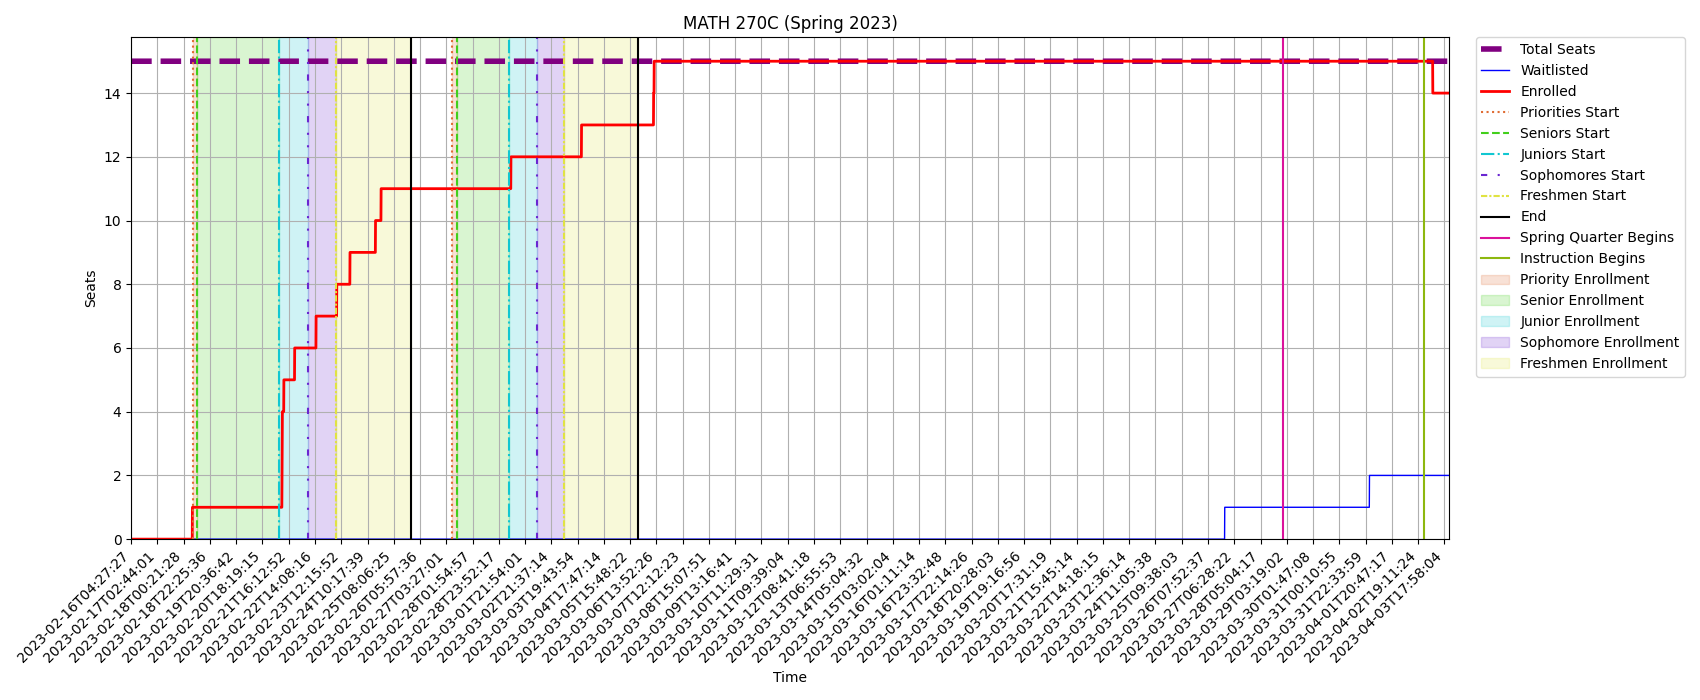 MATH 270C (Spring 2023)
Seats
14
12
10
8
6
4
2
0
2023-02-16T04:27:27
2023-02-17T02:44:01
2023-02-18T00:21:28
2023-02-18T22:25:36
2023-02-19T20:36:42
2023-02-20T18:19:15
2023-02-21T16:12:52
2023-02-22T14:08:16
2023-02-23T12:15:52
2023-02-24T10:17:39
2023-02-25T08:06:25
2023-02-26T05:57:36
2023-02-27T03:27:01
2023-02-28T01:54:57
2023-02-28T23:52:17
2023-03-01T21:54:01
2023-03-02T21:37:14
2023-03-03T19:43:54
2023-03-04T17:47:14
2023-03-05T15:48:22
2023-03-06T13:52:26
2023-03-07T12:12:23
2023-03-08T15:07:51
2023-03-09T13:16:41
2023-03-10T11:29:31
2023-03-11T09:39:04
2023-03-12T08:41:18
2023-03-13T06:55:53
2023-03-14T05:04:32
2023-03-15T03:02:04
2023-03-16T01:11:14
2023-03-16T23:32:48
2023-03-17T22:14:26
2023-03-18T20:28:03
2023-03-19T19:16:56
2023-03-20T17:31:19
2023-03-21T15:45:14
2023-03-22T14:18:15
2023-03-23T12:36:14
2023-03-24T11:05:38
2023-03-25T09:38:03
2023-03-26T07:52:37
2023-03-27T06:28:22
2023-03-28T05:04:17
2023-03-29T03:19:02
2023-03-30T01:47:08
2023-03-31T00:10:55
2023-03-31T22:33:59
2023-04-01T20:47:17
2023-04-02T19:11:24
2023-04-03T17:58:04
Time
Total Seats
Waitlisted
Enrolled
Priorities Start
Seniors Start
Juniors Start
Sophomores Start
Freshmen Start
End
Spring Quarter Begins
Instruction Begins
Priority Enrollment
Senior Enrollment
Junior Enrollment
Sophomore Enrollment
Freshmen Enrollment